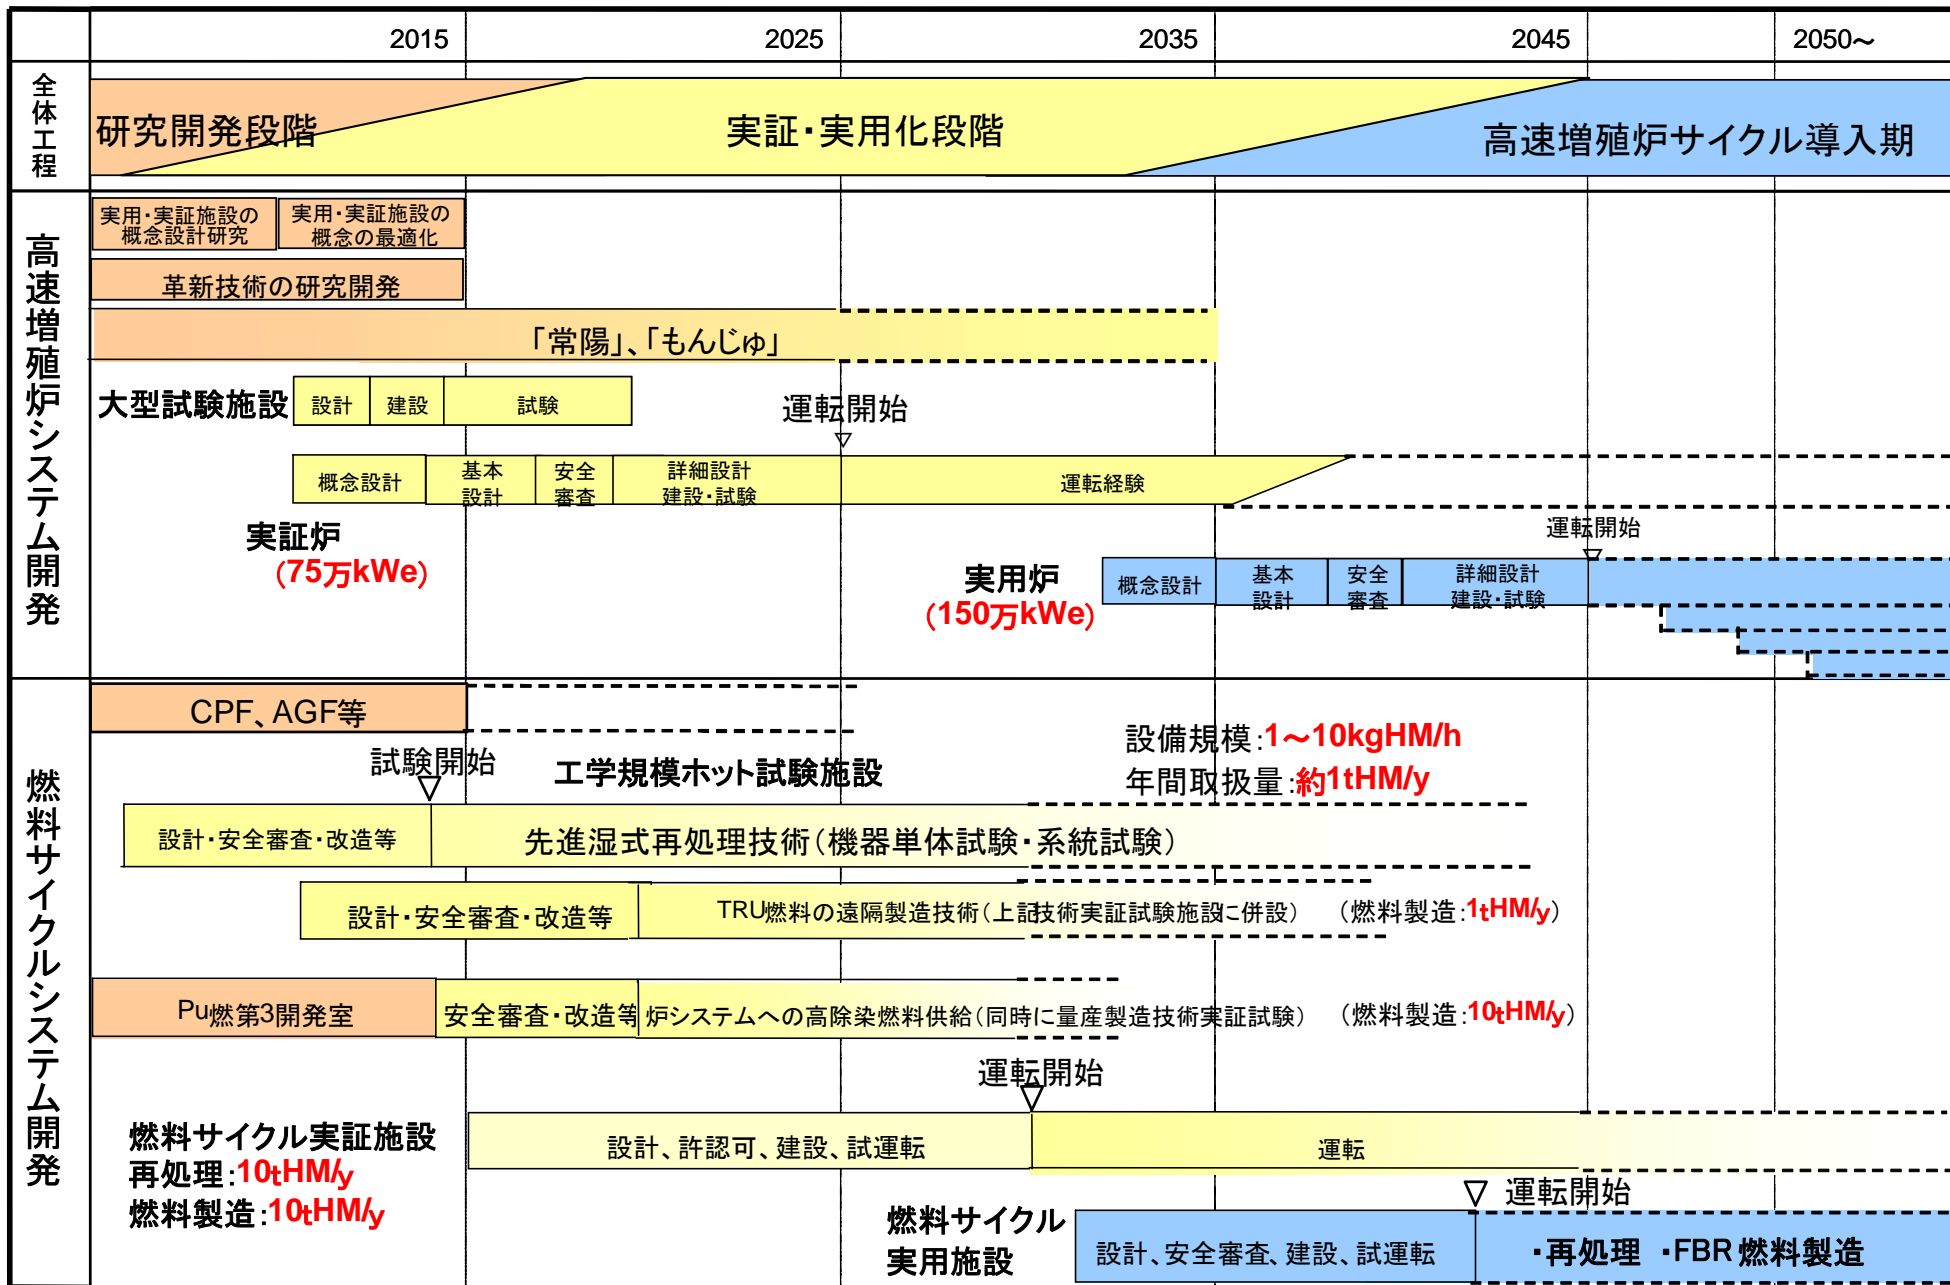 2015
2025
2035
2045
2050～
全体工程
研究開発段階
実証・実用化段階
高速増殖炉サイクル導入期
高速増殖炉システム開発
実用・実証施設の
概念設計研究
実用・実証施設の
概念の最適化
革新技術の研究開発
「常陽」、「もんじゅ」
大型試験施設
設計
建設
試験
運転開始
概念設計
基本
設計
安全
審査
詳細設計
建設・試験
運転経験
実証炉
（75万kWe）
運転開始
実用炉
（150万kWe）
概念設計
基本
設計
安全
審査
詳細設計
建設・試験
燃料サイクルシステム開発
CPF、AGF等
試験開始
工学規模ホット試験施設
設備規模：1～10kgHM/h
年間取扱量：約1tHM/y
設計・安全審査・改造等
先進湿式再処理技術（機器単体試験・系統試験）
設計・安全審査・改造等
TRU燃料の遠隔製造技術（上記技術実証試験施設に併設）
（燃料製造：1tHM/y）
Pu燃第3開発室
安全審査・改造等
炉システムへの高除染燃料供給（同時に量産製造技術実証試験）
（燃料製造：10tHM/y）
運転開始
燃料サイクル実証施設
再処理：10tHM/y
燃料製造：10tHM/y
設計、許認可、建設、試運転
運転
運転開始
燃料サイクル
実用施設
設計、安全審査、建設、試運転
・再処理 ・FBR燃料製造